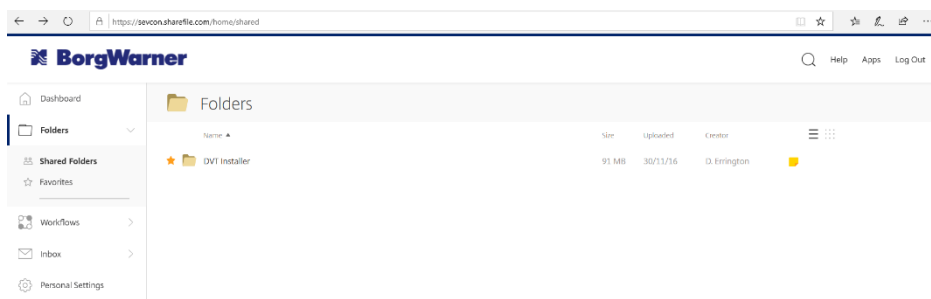 https://sevcon.sharefile.com/home/shared
BorgWarner
Help Apps Log Out
Dashboard
Folders
Shared Folders
Favorites
Workflows
Inbox
Personal Settings
Folders
Name Size Uploaded Creator
DVT Installer 91 MB 30/11/16 D. Errington